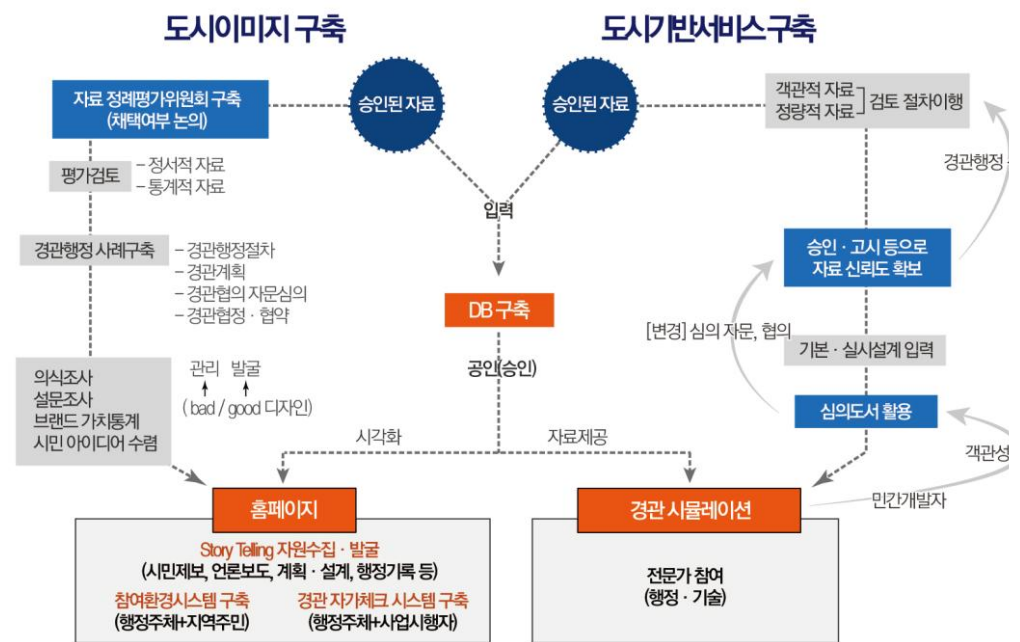 도시이미지 구축
도시기반서비스 구축
자료 정례평가위원회 구축
(채택여부 논의)
승인된 자료
승인된 자료
객관적 자료
정량적 자료
검토 절차이행
평가검토
– 정서적 자료
– 통계적 자료
경관행정
입력
경관행정 사례구축
– 경관행정절차
– 경관계획
– 경관협의 자문심의
– 경관협정 · 협약
승인 · 고시 등으로
자료 신뢰도 확보
DB 구축
[변경] 심의 자문, 협의
기본 · 실시설계 입력
공인(승인)
의식조사
설문조사
브랜드 가치통계
시민 아이디어 수렴
관리 발굴
( bad / good 디자인)
심의도서 활용
시각화
자료제공
객관성
민간개발자
홈페이지
경관 시뮬레이션
Story Telling 자원수집 · 발굴
(시민제보, 언론보도, 계획 · 설계, 행정기록 등)
참여환경시스템 구축
(행정주체+지역주민)
경관 자가체크 시스템 구축
(행정주체+사업시행자)
전문가 참여
(행정 · 기술)